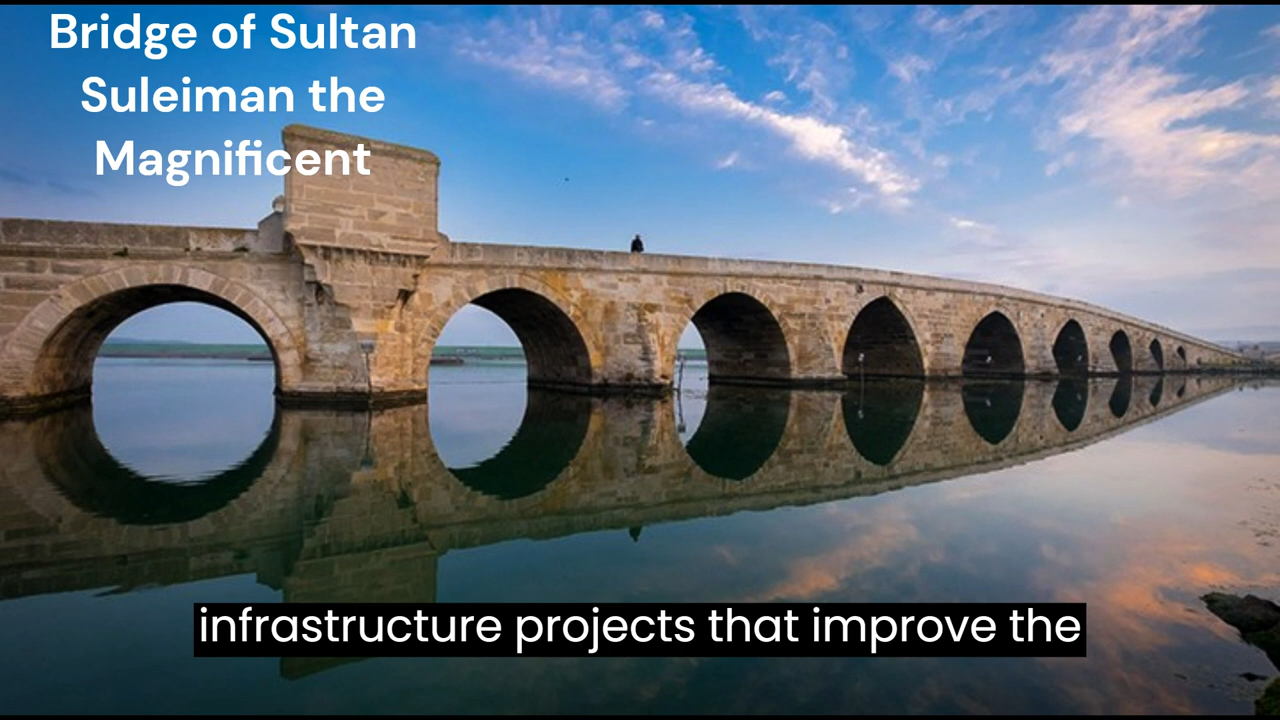 Bridge of Sultan
Suleiman the
Magnificent
infrastructure projects that improve the